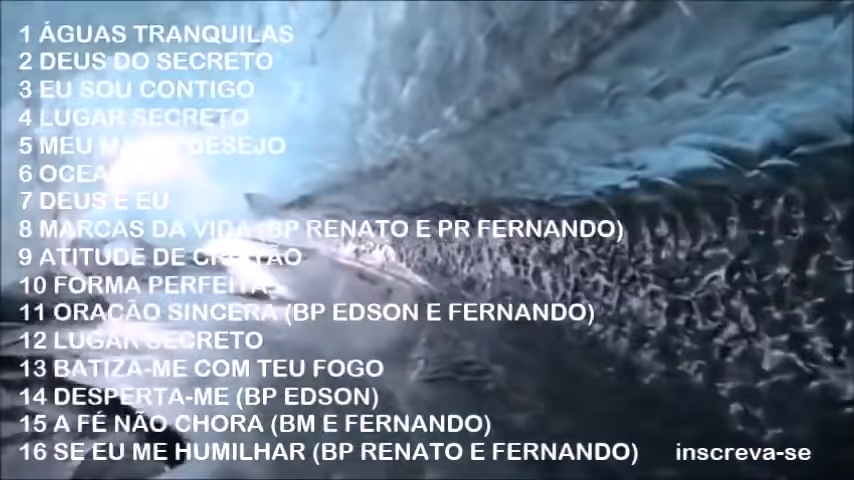 1 ÁGUAS TRANQUILAS
2 DEUS DO SECRETO
3 EU SOU CONTIGO
4 LUGAR SECRETO
5 MEU MAIOR DESEJO
6 OCEANOS
7 DEUS E EU
8 MARCAS DA VIDA (BP RENATO E PR FERNANDO)
9 ATITUDE DE CRISTÃO
10 FORMA PERFEITA
11 ORAÇÃO SINCERA (BP EDSON E FERNANDO)
12 LUGAR SECRETO
13 BATIZA-ME COM TEU FOGO
14 DESPERTA-ME (BP EDSON)
15 A FÉ NÃO CHORA (BM E FERNANDO)
16 SE EU ME HUMILHAR (BP RENATO E FERNANDO)
inscreva-se